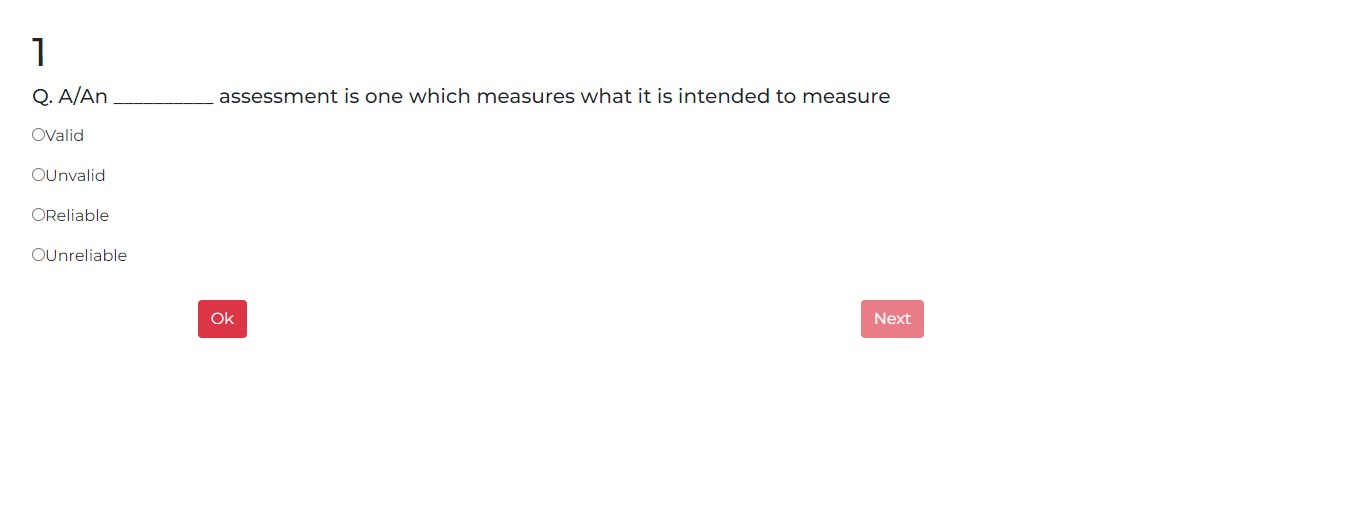 1
Q. A/An __________ assessment is one which measures what it is intended to measure
Valid
Unvalid
Reliable
Unreliable
Ok Next